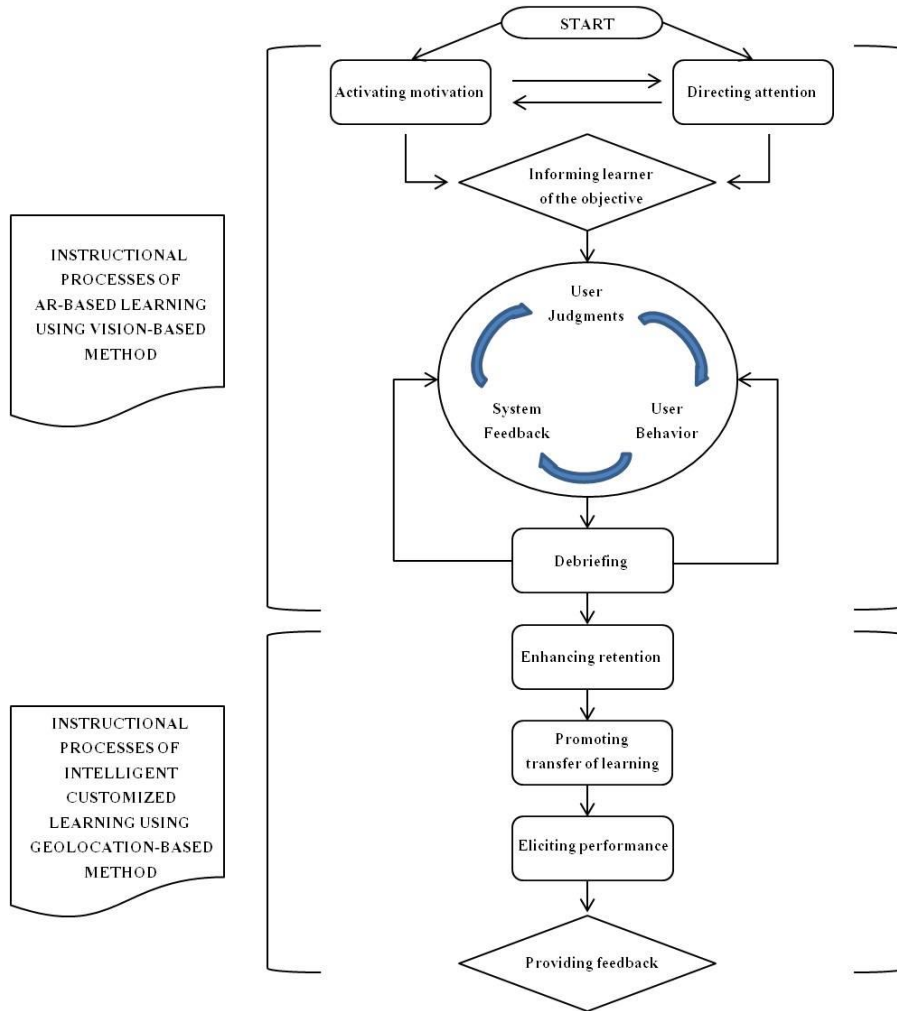 START
Activating motivation
Directing attention
Informing learner
of the objective
INSTRUCTIONAL
PROCESSES OF
AR-BASED LEARNING
USING VISION-BASED
METHOD
User
Judgments
System
Feedback
User
Behavior
Debriefing
Enhancing retention
INSTRUCTIONAL
PROCESSES OF
INTELLIGENT
CUSTOMIZED
LEARNING USING
GEOLOCATION-BASED
METHOD
Promoting
transfer of learning
Eliciting performance
Providing feedback